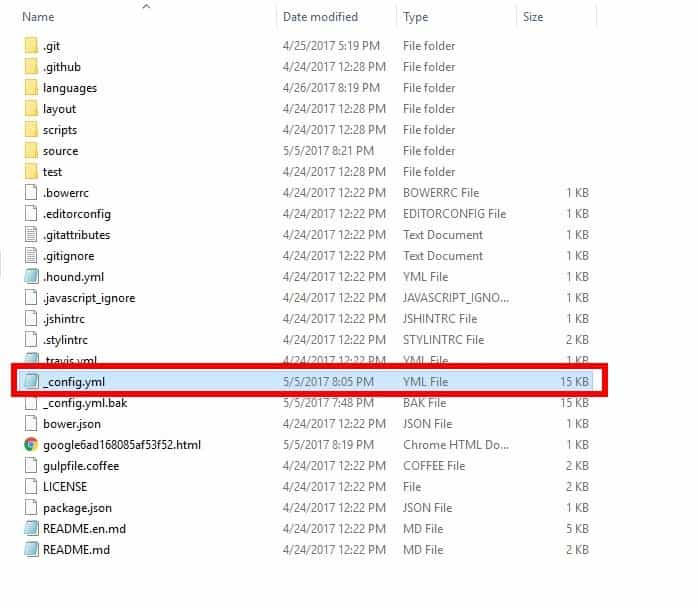 Name Date modified Type Size
.git 4/25/2017 5:19 PM File folder
.github 4/24/2017 12:28 PM File folder
languages 4/26/2017 8:19 PM File folder
layout 4/24/2017 12:28 PM File folder
scripts 4/24/2017 12:28 PM File folder
source 5/5/2017 8:21 PM File folder
test 4/24/2017 12:28 PM File folder
.bowerrc 4/24/2017 12:22 PM BOWERRC File 1 KB
.editorconfig 4/24/2017 12:22 PM EDITORCONFIG File 1 KB
.gitattributes 4/24/2017 12:22 PM Text Document 1 KB
.gitignore 4/24/2017 12:22 PM Text Document 1 KB
.hound.yml 4/24/2017 12:22 PM YML File 1 KB
.javascript_ignore 4/24/2017 12:22 PM JAVASCRIPT_IGNO... 1 KB
.jshintrc 4/24/2017 12:22 PM JSHINTRC File 1 KB
.stylintrc 4/24/2017 12:22 PM STYLINTRC File 2 KB
.travis.yml 4/24/2017 12:22 PM YML File 1 KB
_config.yml 5/5/2017 8:05 PM YML File 15 KB
_config.yml.bak 5/5/2017 7:48 PM BAK File 15 KB
bower.json 4/24/2017 12:22 PM JSON File 1 KB
google6ad168085af53f52.html 5/5/2017 8:19 PM Chrome HTML Do... 1 KB
gulpfile.coffee 4/24/2017 12:22 PM COFFEE File 2 KB
LICENSE 4/24/2017 12:22 PM File 2 KB
package.json 4/24/2017 12:22 PM JSON File 1 KB
README.en.md 4/24/2017 12:22 PM MD File 5 KB
README.md 4/24/2017 12:22 PM MD File 2 KB